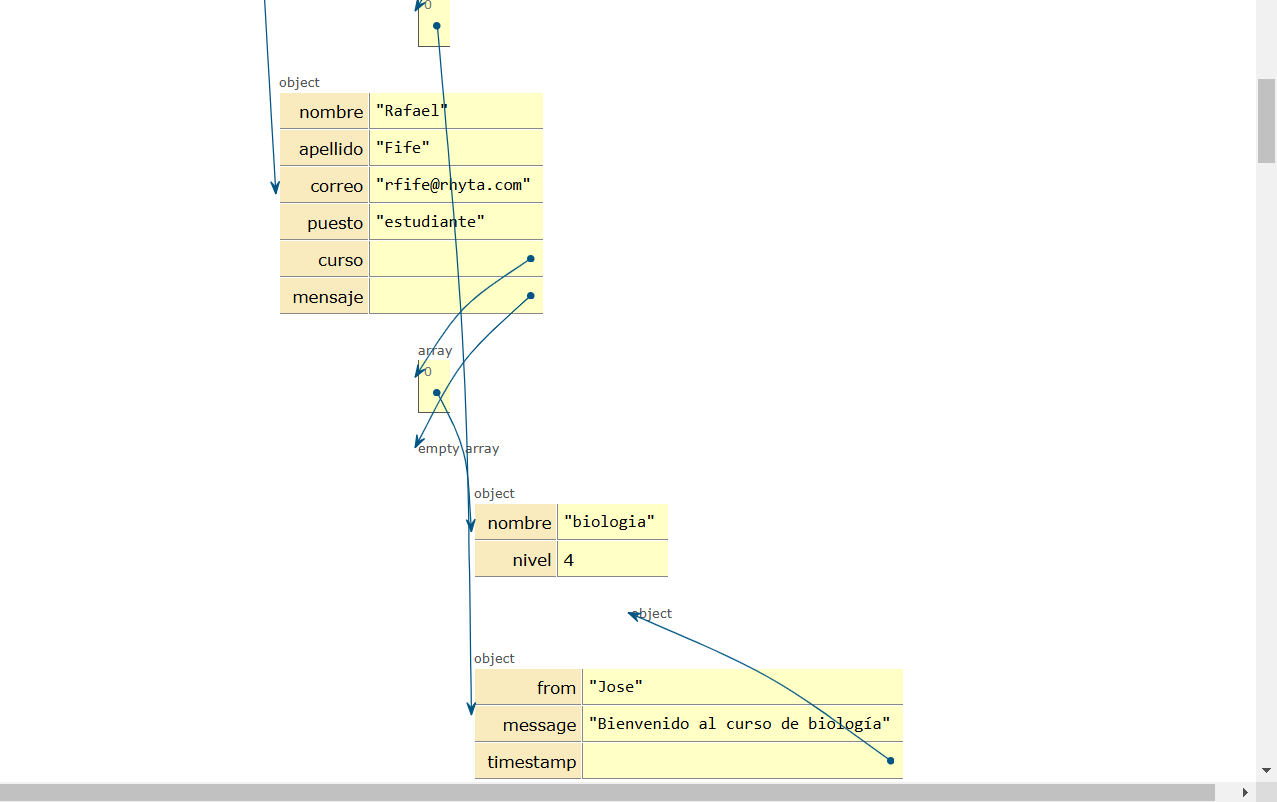 0
object
nombre "Rafael"
apellido "Fife"
correo "rfife@rhyta.com"
puesto "estudiante"
curso
mensaje
array
0
empty array
object
nombre "biologia"
nivel 4
object
object
from "Jose"
message "Bienvenido al curso de biología"
timestamp